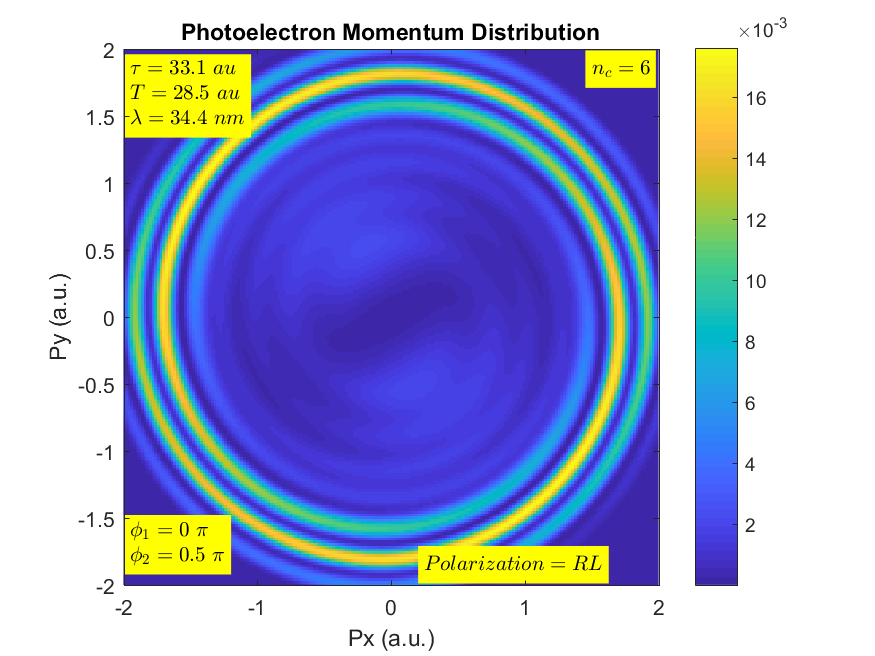 Photoelectron Momentum Distribution
×10⁻³
τ = 33.1 au
T = 28.5 au
λ = 34.4 nm
n_c = 6
2
1.5
1
0.5
0
-0.5
-1
-1.5
-2
Py (a.u.)
16
14
12
10
8
6
4
2
ϕ₁ = 0 π
ϕ₂ = 0.5 π
Polarization = RL
-2
-1
0
1
2
Px (a.u.)